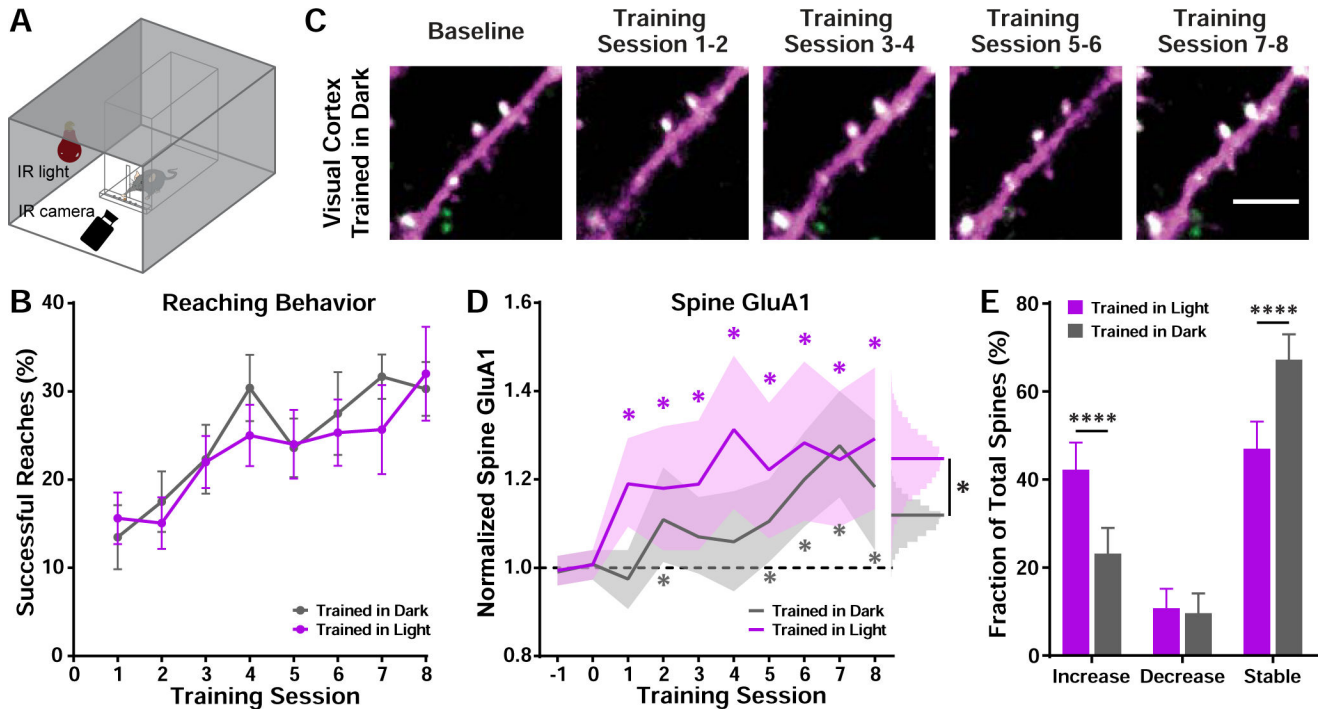 A
IR light
IR camera
C
Baseline
Training
Session 1-2
Training
Session 3-4
Training
Session 5-6
Training
Session 7-8
Visual Cortex
Trained in Dark
B
Reaching Behavior
Successful Reaches (%)
40
30
20
10
0
0 1 2 3 4 5 6 7 8
Training Session
Trained in Dark
Trained in Light
D
Spine GluA1
Normalized Spine GluA1
1.6
1.4
1.2
1.0
0.8
-1 0 1 2 3 4 5 6 7 8
Training Session
* * * * * * * *
* * * * *
*
Trained in Dark
Trained in Light
E
Fraction of Total Spines (%)
80
60
40
20
0
Trained in Light
Trained in Dark
****
****
Increase Decrease Stable